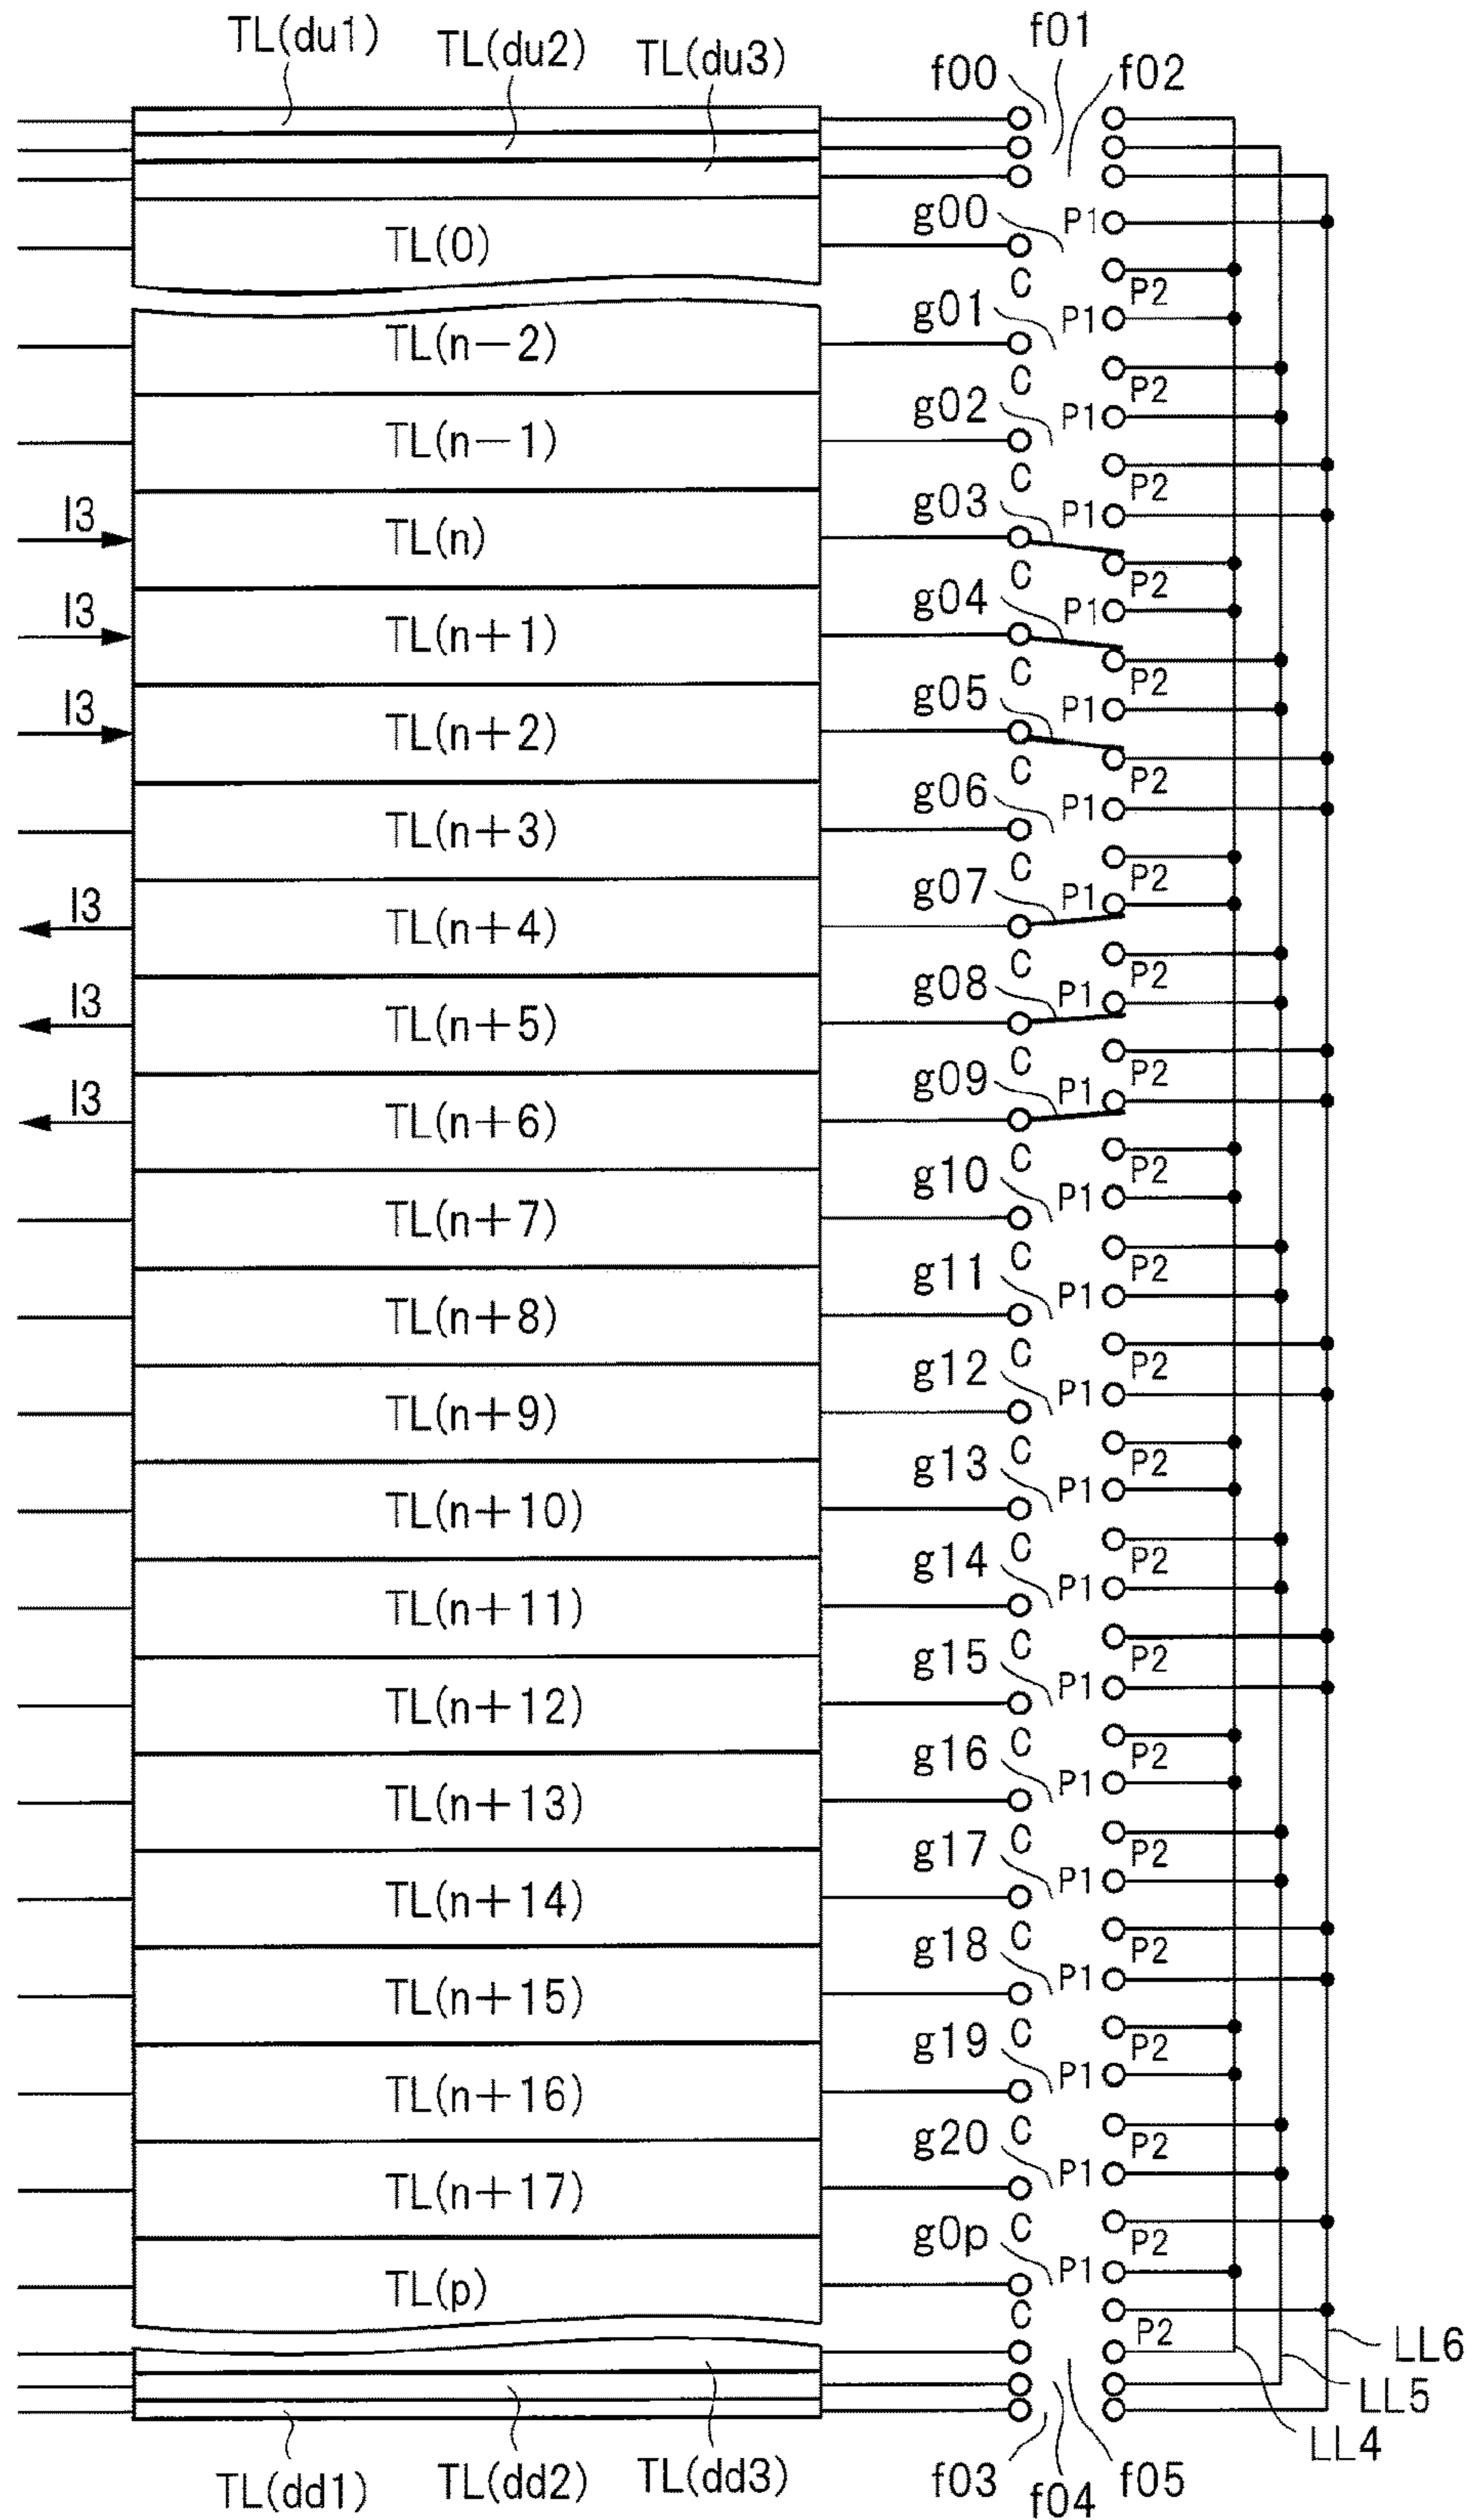 TL(du1) TL(du2) TL(du3) f00 f01 f02
TL(0) g00 P1
C P2
TL(n−2) g01 P1
C P2
TL(n−1) g02 P1
C P2
I3 TL(n) g03 P1
C P2
I3 TL(n+1) g04 P1
C P2
I3 TL(n+2) g05 P1
C P2
TL(n+3) g06 P1
C P2
I3 TL(n+4) g07 P1
C P2
I3 TL(n+5) g08 P1
C P2
I3 TL(n+6) g09 P1
C P2
TL(n+7) g10 P1
C P2
TL(n+8) g11 P1
C P2
TL(n+9) g12 P1
C P2
TL(n+10) g13 P1
C P2
TL(n+11) g14 P1
C P2
TL(n+12) g15 P1
C P2
TL(n+13) g16 P1
C P2
TL(n+14) g17 P1
C P2
TL(n+15) g18 P1
C P2
TL(n+16) g19 P1
C P2
TL(n+17) g20 P1
C P2
TL(p) g0p P1
C P2
LL6
LL5
LL4
TL(dd1) TL(dd2) TL(dd3) f03 f04 f05